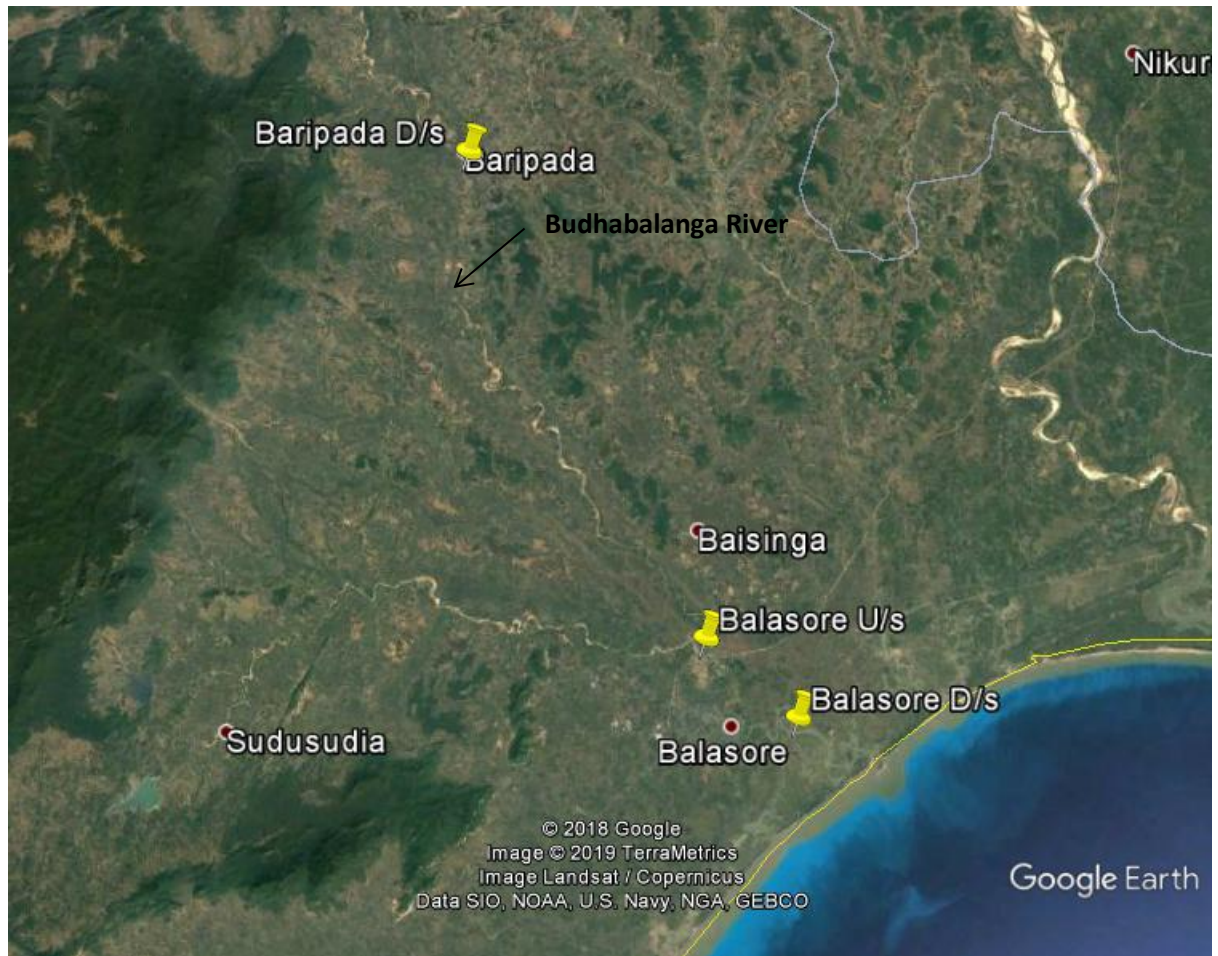 Nikur
Baripada D/s
Baripada
Budhabalanga River
Baisinga
Balasore U/s
Balasore D/s
Sudusudia
Balasore
© 2018 Google
Image © 2019 TerraMetrics
Image Landsat / Copernicus
Data SIO, NOAA, U.S. Navy, NGA, GEBCO
Google Earth